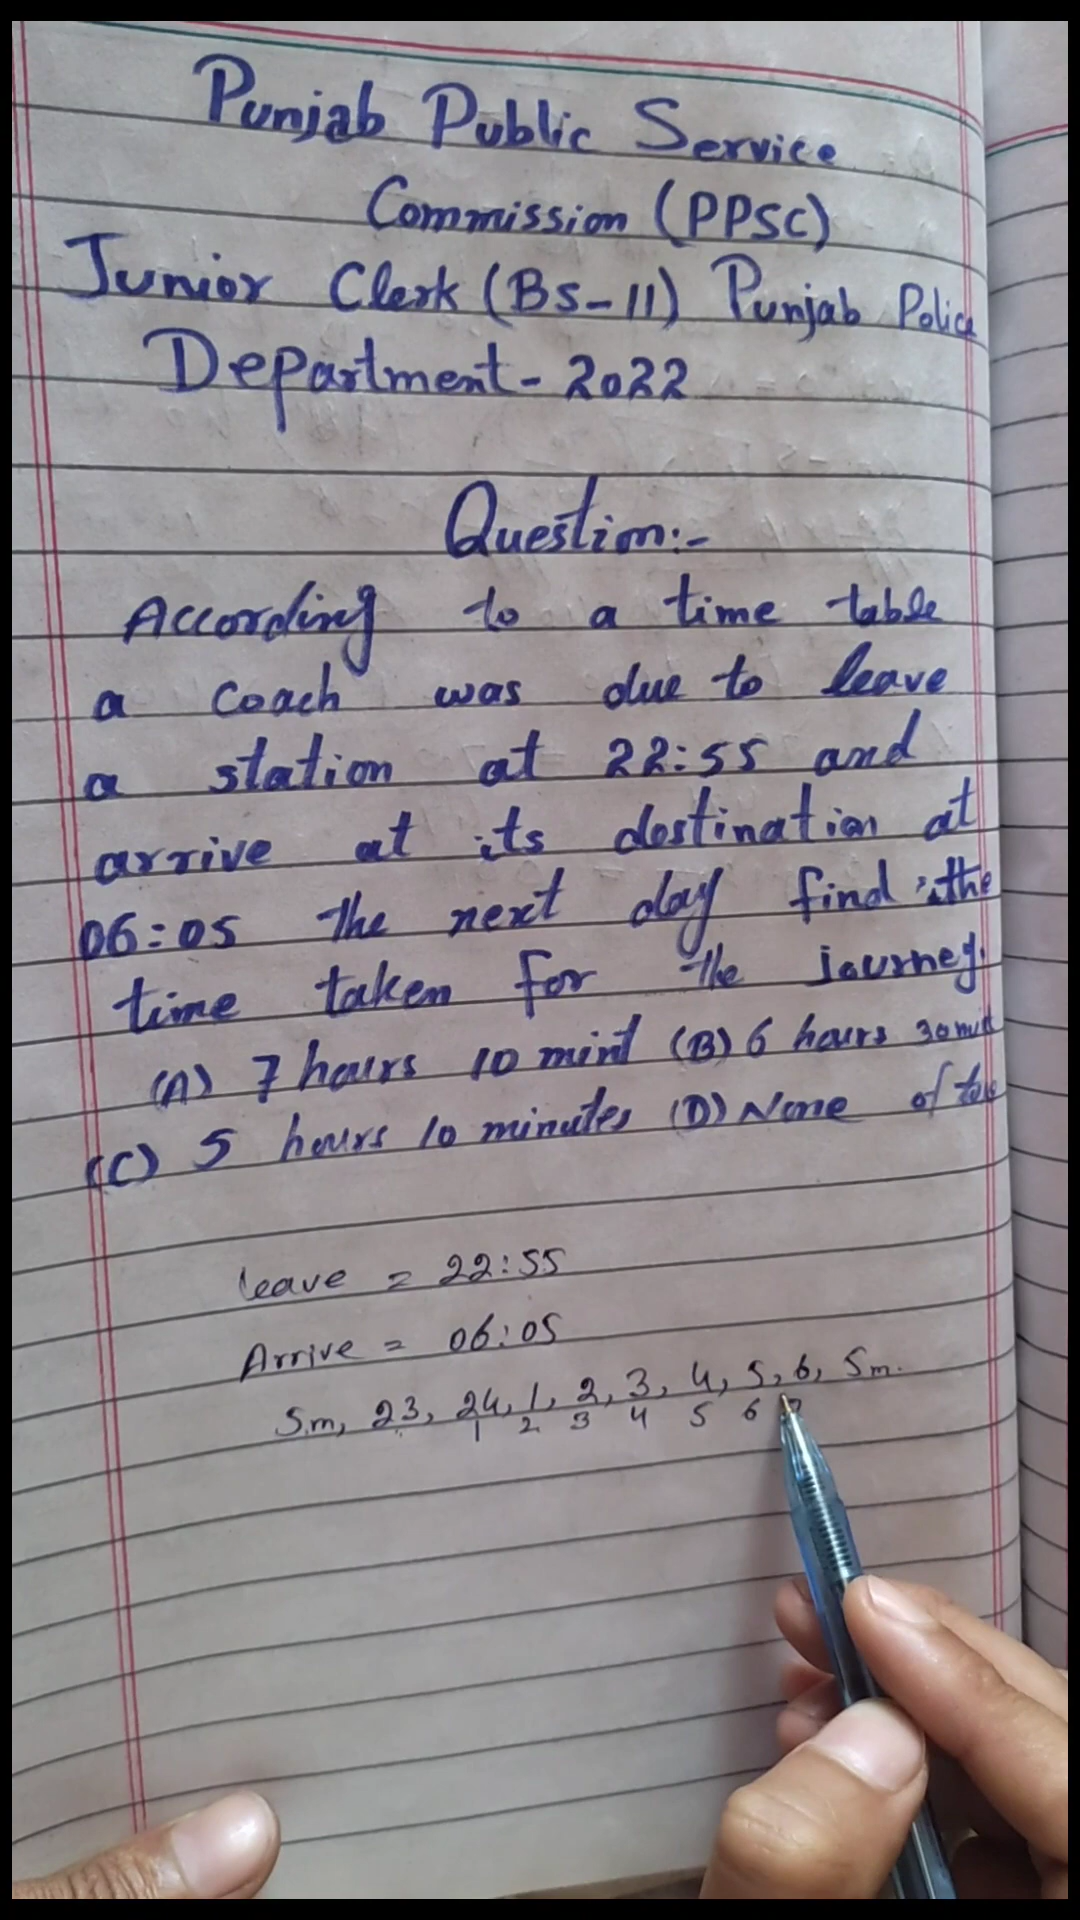 Punjab Public Service
Commission (PPSC)
Junior Clerk (BS-11) Punjab Police
Department - 2022
Question:-
According to a time table
a coach was due to leave
a station at 22:55 and
arrive at its destination at
06:05 the next day find the
time taken for the journey.
(A) 7 hours 10 mint (B) 6 hours 30
(C) 5 hours 10 minutes (D) None of
leave = 22:55
Arrive = 06:05
5m, 23, 24, 1, 2, 3, 4, 5, 6, 5m.
1 2 3 4 5 6